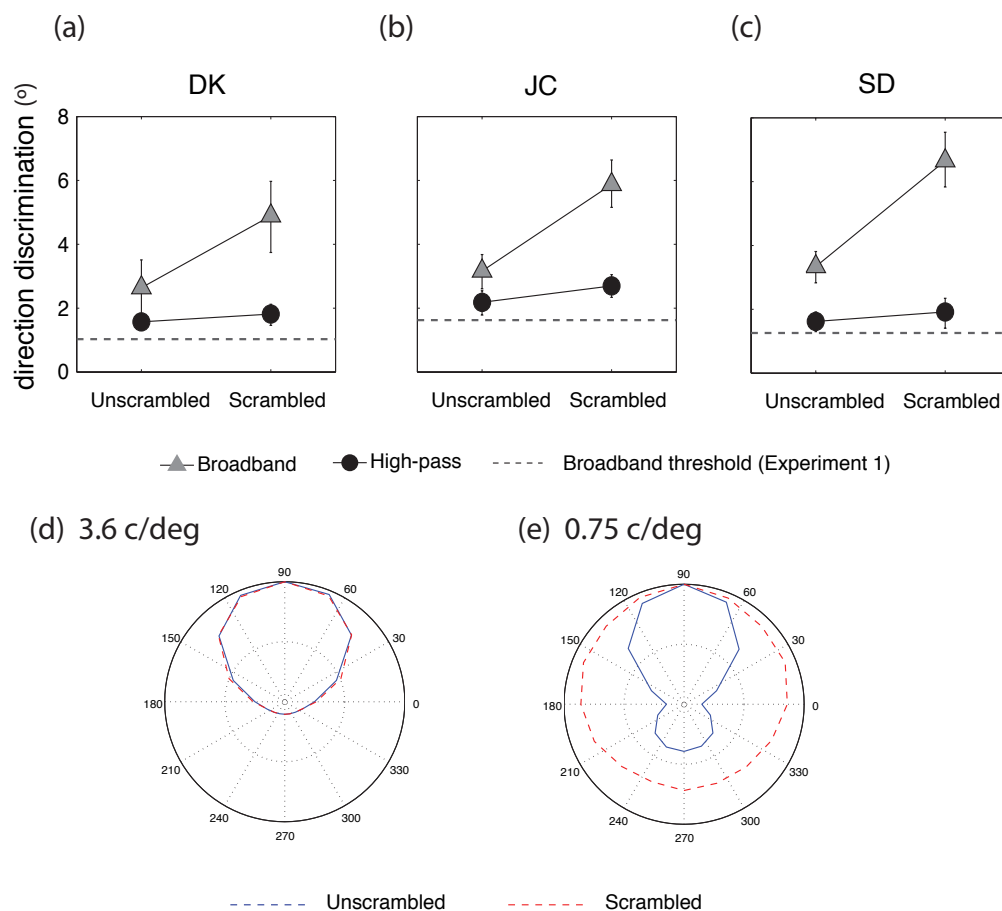 (a) (b) (c)
DK JC SD
direction discrimination (º)
8
6
4
2
0
Unscrambled Scrambled Unscrambled Scrambled Unscrambled Scrambled
Broadband High-pass Broadband threshold (Experiment 1)
(d) 3.6 c/deg (e) 0.75 c/deg
90
120 60
150 30
180 0
210 330
240 300
270
90
120 60
150 30
180 0
210 330
240 300
270
Unscrambled Scrambled